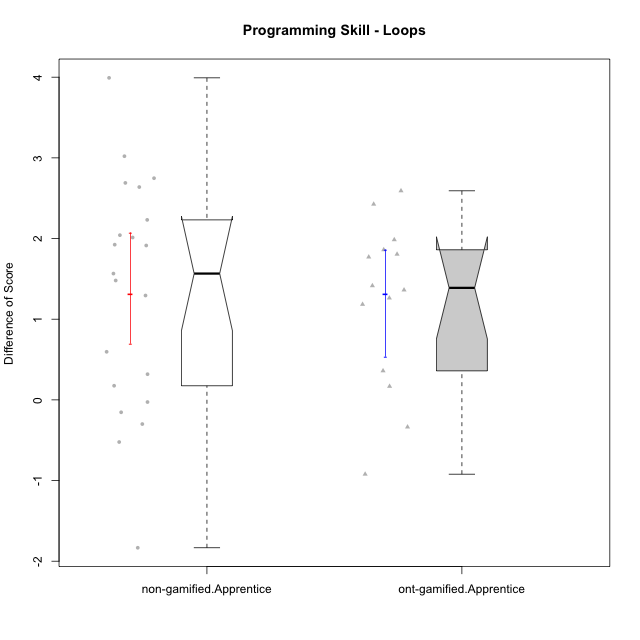 Programming Skill - Loops
Difference of Score
4
3
2
1
0
-1
-2
non-gamified.Apprentice
ont-gamified.Apprentice